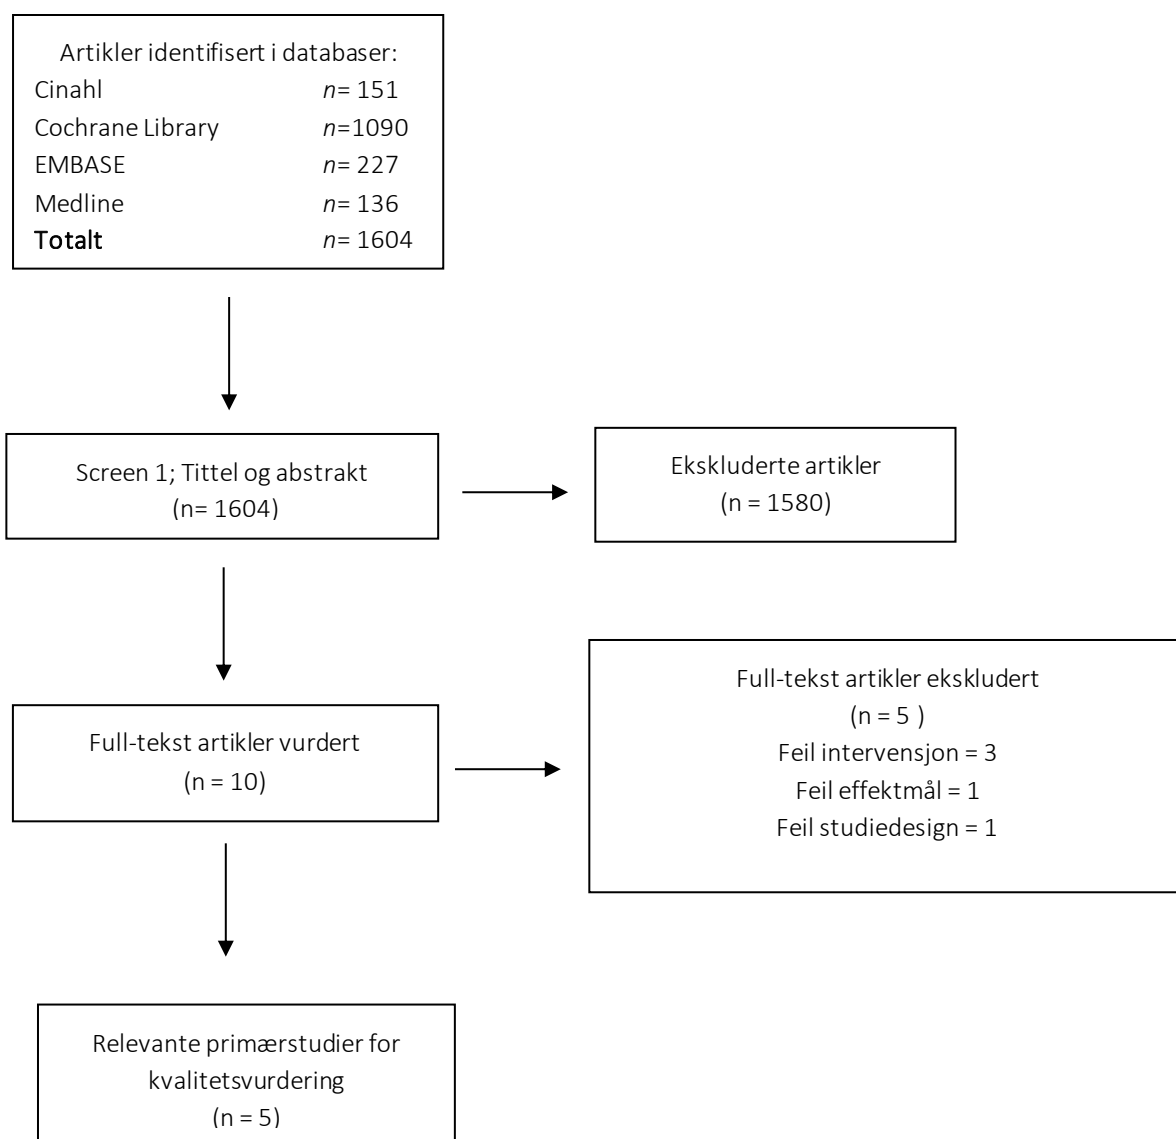 Artikler identifisert i databaser:
Cinahl n= 151
Cochrane Library n=1090
EMBASE n= 227
Medline n= 136
Totalt n= 1604
Screen 1; Tittel og abstrakt
(n= 1604)
Ekskluderte artikler
(n = 1580)
Full-tekst artikler vurdert
(n = 10)
Full-tekst artikler ekskludert
(n = 5 )
Feil intervensjon = 3
Feil effektmål = 1
Feil studiedesign = 1
Relevante primærstudier for
kvalitetsvurdering
(n = 5)